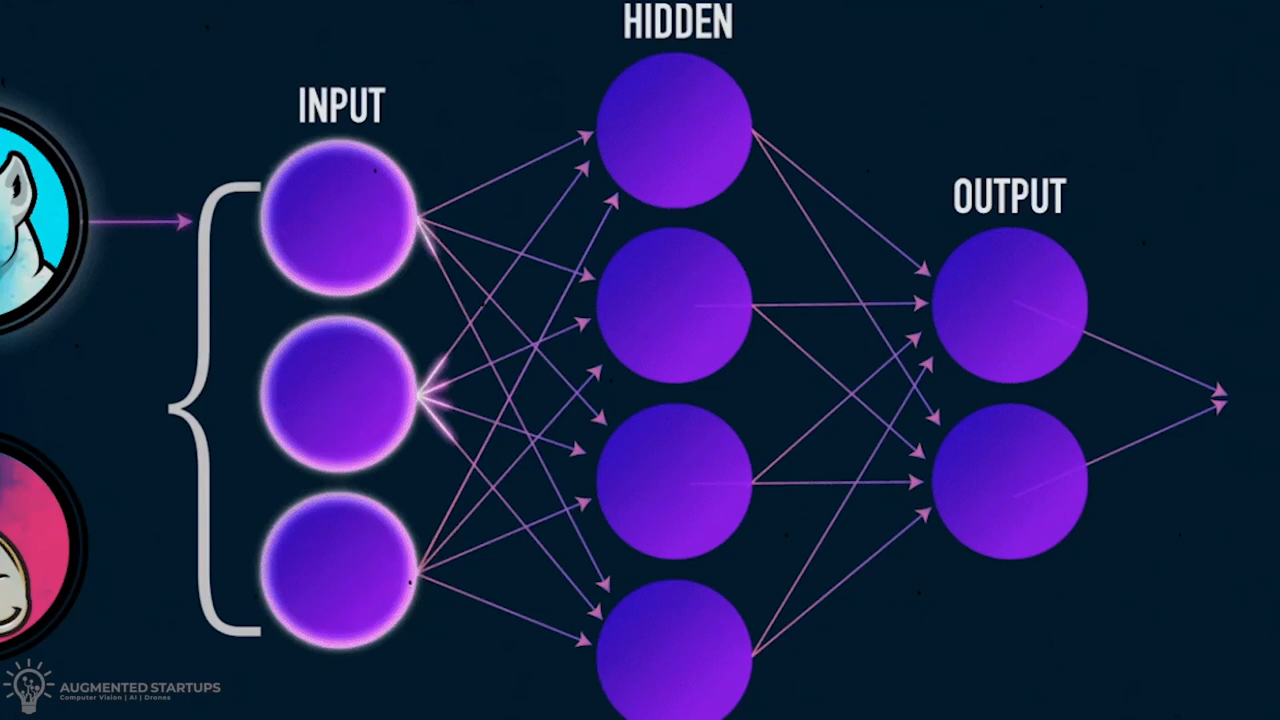 HIDDEN
INPUT
OUTPUT
AUGMENTED STARTUPS
Computer Vision | AI | Drones